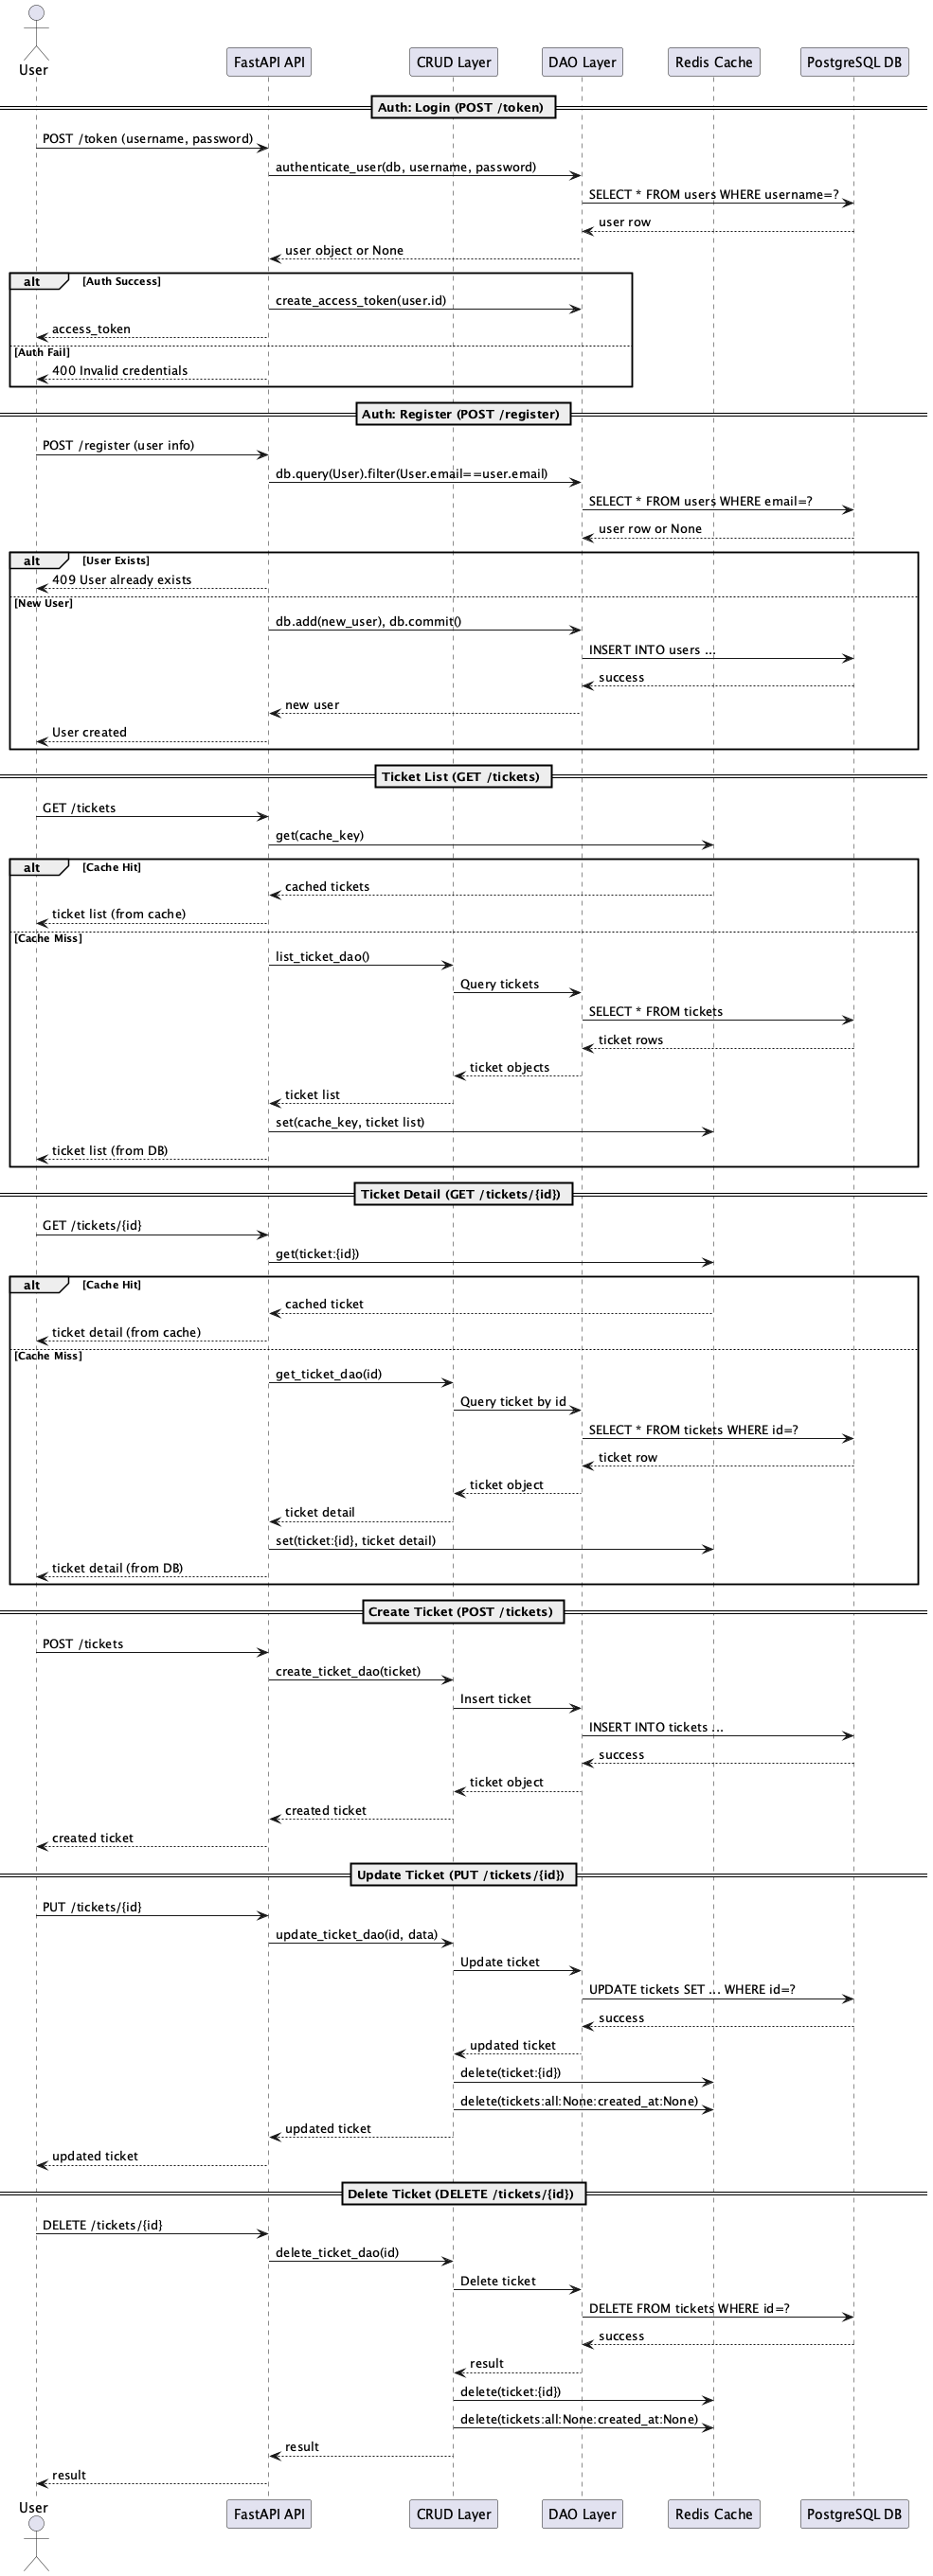 User
FastAPI API
CRUD Layer
DAO Layer
Redis Cache
PostgreSQL DB
Auth: Login (POST /token)
POST /token (username, password)
authenticate_user(db, username, password)
SELECT * FROM users WHERE username=?
user row
user object or None
alt
[Auth Success]
create_access_token(user.id)
access_token
[Auth Fail]
400 Invalid credentials
Auth: Register (POST /register)
POST /register (user info)
db.query(User).filter(User.email==user.email)
SELECT * FROM users WHERE email=?
user row or None
alt
[User Exists]
409 User already exists
[New User]
db.add(new_user), db.commit()
INSERT INTO users ...
success
new user
User created
Ticket List (GET /tickets)
GET /tickets
get(cache_key)
alt
[Cache Hit]
cached tickets
ticket list (from cache)
[Cache Miss]
list_ticket_dao()
Query tickets
SELECT * FROM tickets
ticket rows
ticket objects
ticket list
set(cache_key, ticket list)
ticket list (from DB)
Ticket Detail (GET /tickets/{id})
GET /tickets/{id}
get(ticket:{id})
alt
[Cache Hit]
cached ticket
ticket detail (from cache)
[Cache Miss]
get_ticket_dao(id)
Query ticket by id
SELECT * FROM tickets WHERE id=?
ticket row
ticket object
ticket detail
set(ticket:{id}, ticket detail)
ticket detail (from DB)
Create Ticket (POST /tickets)
POST /tickets
create_ticket_dao(ticket)
Insert ticket
INSERT INTO tickets ...
success
ticket object
created ticket
created ticket
Update Ticket (PUT /tickets/{id})
PUT /tickets/{id}
update_ticket_dao(id, data)
Update ticket
UPDATE tickets SET ... WHERE id=?
success
updated ticket
delete(ticket:{id})
delete(tickets:all:None:created_at:None)
updated ticket
updated ticket
Delete Ticket (DELETE /tickets/{id})
DELETE /tickets/{id}
delete_ticket_dao(id)
Delete ticket
DELETE FROM tickets WHERE id=?
success
result
delete(ticket:{id})
delete(tickets:all:None:created_at:None)
result
result
User
FastAPI API
CRUD Layer
DAO Layer
Redis Cache
PostgreSQL DB